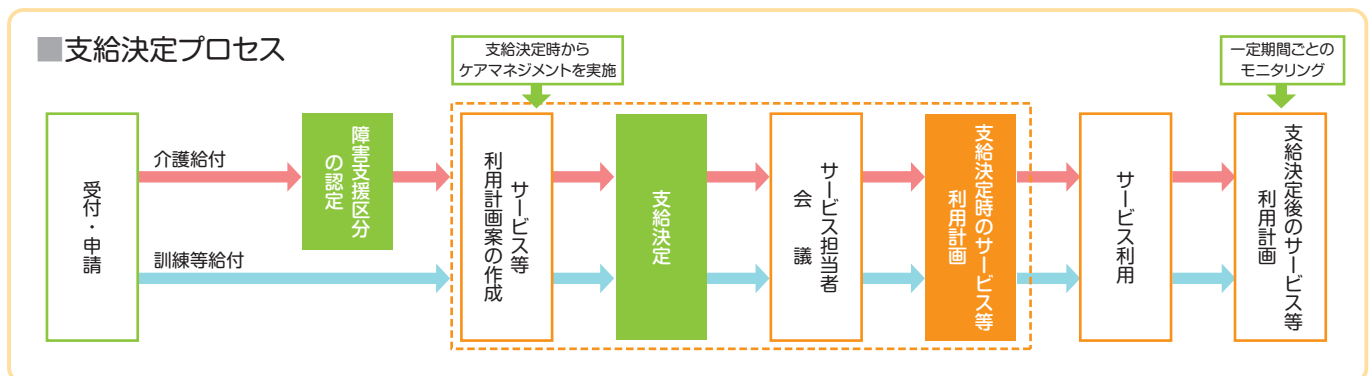 ■支給決定プロセス
支給決定時から
ケアマネジメントを実施
一定期間ごとの
モニタリング
受付・申請
介護給付
訓練等給付
障害支援区分
の認定
サービス等
利用計画案の作成
支給決定
サービス担当者
会議
支給決定時のサービス等
利用計画
サービス利用
支給決定後のサービス等
利用計画